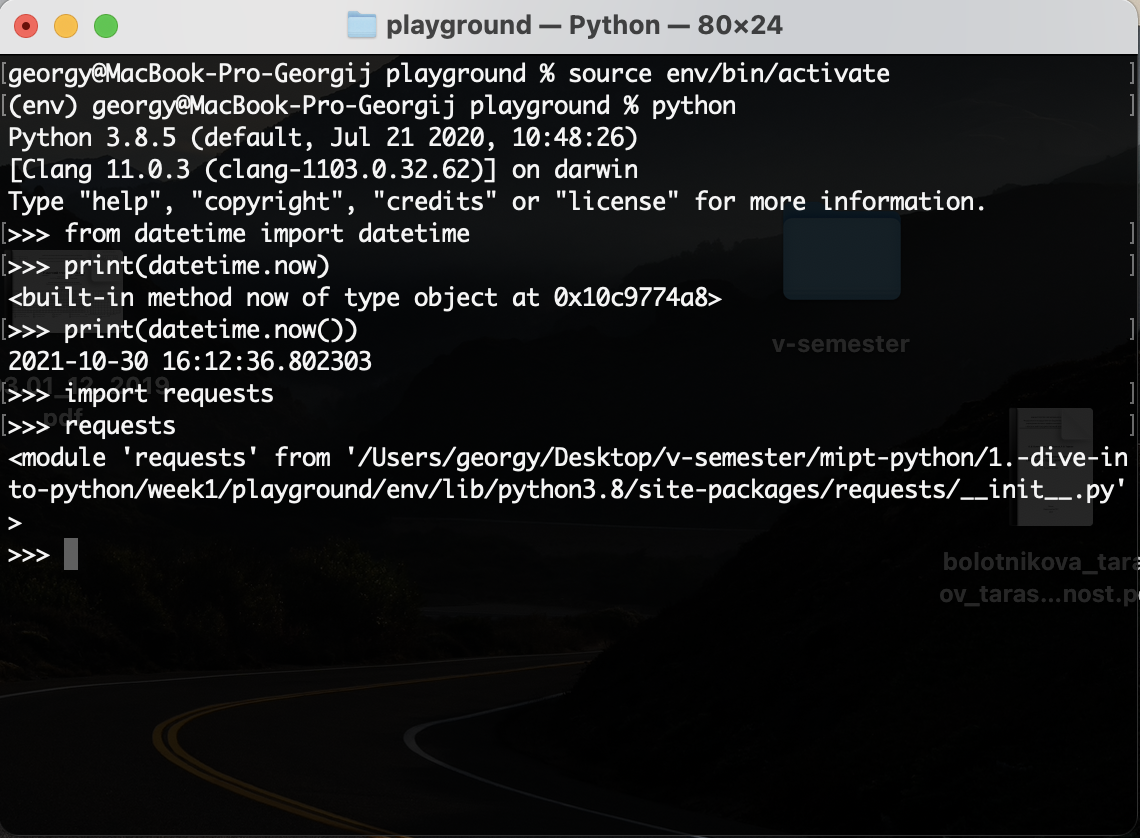 playground — Python — 80×24
georgy@MacBook-Pro-Georgij playground % source env/bin/activate
(env) georgy@MacBook-Pro-Georgij playground % python
Python 3.8.5 (default, Jul 21 2020, 10:48:26)
[Clang 11.0.3 (clang-1103.0.32.62)] on darwin
Type "help", "copyright", "credits" or "license" for more information.
>>> from datetime import datetime
>>> print(datetime.now)
<built-in method now of type object at 0x10c9774a8>
>>> print(datetime.now())
v-semester
2021-10-30 16:12:36.802303
3.01_12_2019
>>> import requests
pdf
>>> requests
<module 'requests' from '/Users/georgy/Desktop/v-semester/mipt-python/1.-dive-in
to-python/week1/playground/env/lib/python3.8/site-packages/requests/__init__.py'
>
>>>
bolotnikova_tara
ov_taras...nost.p